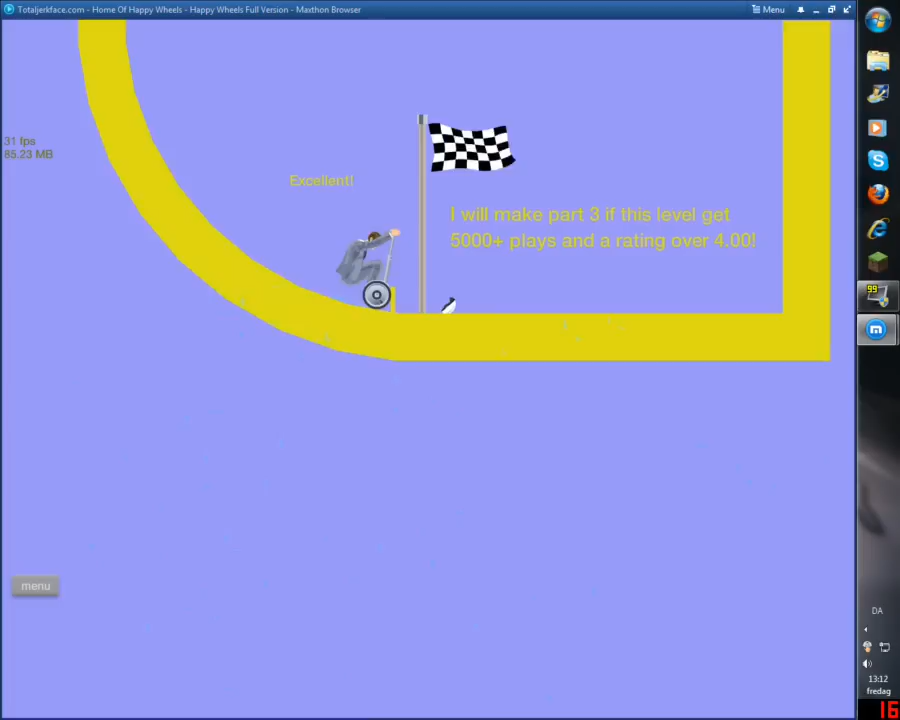 Totaljerkface.com - Home Of Happy Wheels - Happy Wheels Full Version - Maxthon Browser
Menu
31 fps
85.23 MB
Excellent!
I will make part 3 if this level get
5000+ plays and a rating over 4.00!
menu
99
DA
13:12
fredag
16